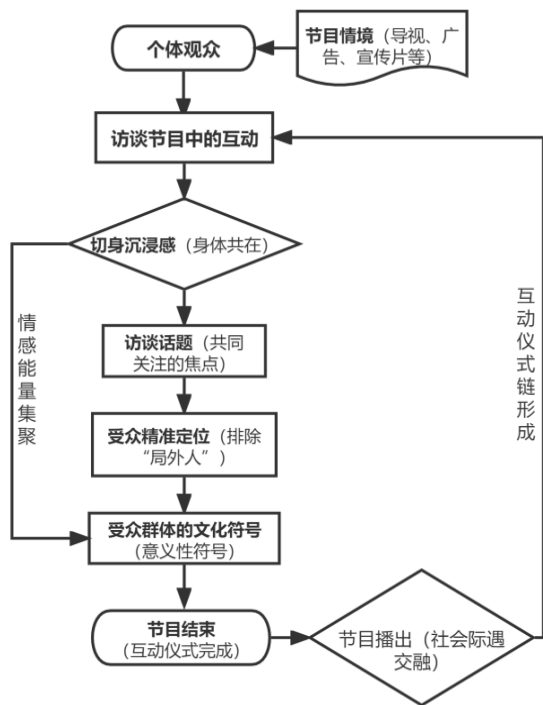 个体观众
节目情境（导视、广
告、宣传片等）
访谈节目中的互动
切身沉浸感（身体共在）
情感能量集聚
互动仪式链形成
访谈话题（共同
关注的焦点）
受众精准定位（排除
“局外人”）
受众群体的文化符号
（意义性符号）
节目结束
（互动仪式完成）
节目播出（社会际遇
交融）